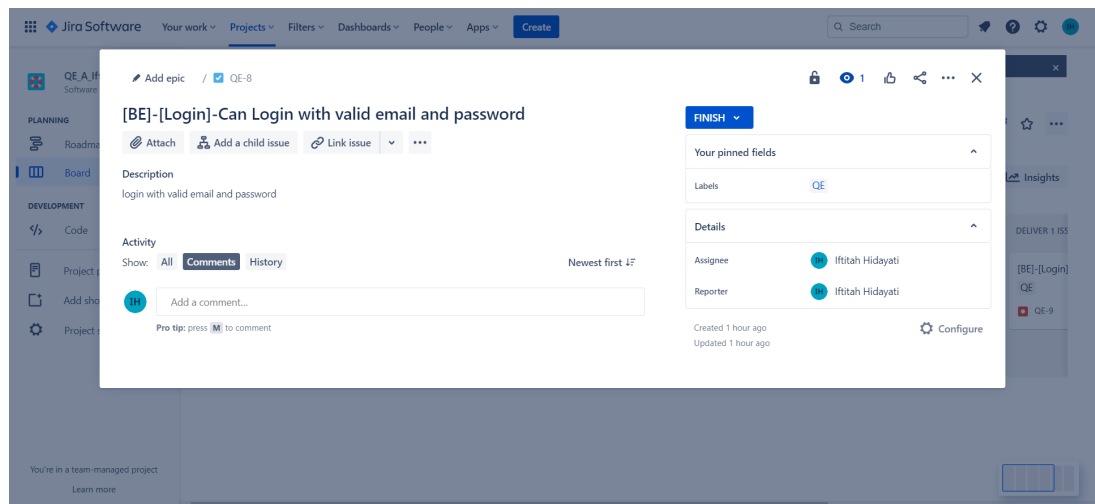 Jira Software Your work Projects Filters Dashboards People Apps Create Search IH
QE_A_Ift
Software
PLANNING
Roadma
Board
DEVELOPMENT
Code
Project p
Add sho
Project s
You're in a team-managed project
Learn more
Add epic / QE-8
1
[BE]-[Login]-Can Login with valid email and password
Attach Add a child issue Link issue
Description
login with valid email and password
Activity
Show: All Comments History Newest first
IH Add a comment...
Pro tip: press M to comment
FINISH
Your pinned fields
Labels QE
Details
Assignee IH Iftitah Hidayati
Reporter IH Iftitah Hidayati
Created 1 hour ago Configure
Updated 1 hour ago
Insights
DELIVER 1 ISS
[BE]-[Login]
QE
QE-9